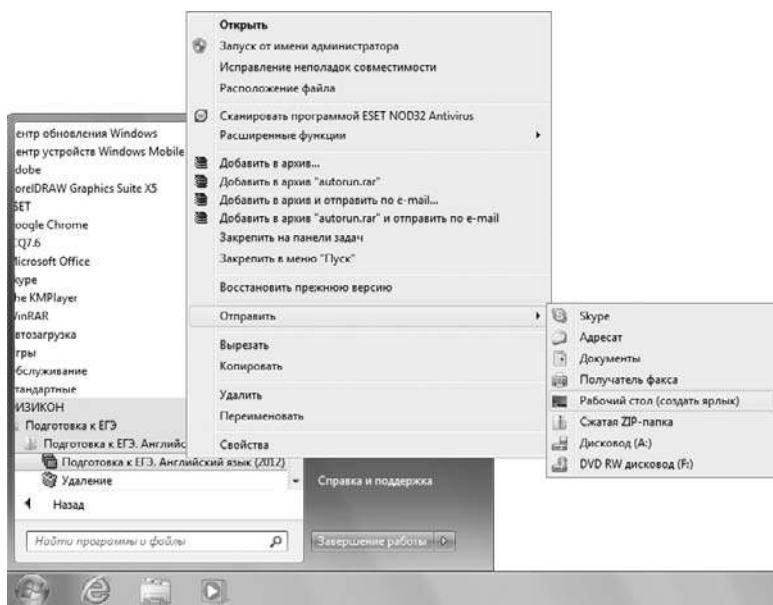 Открыть
Запуск от имени администратора
Исправление неполадок совместимости
Расположение файла
Сканировать программой ESET NOD32 Antivirus
Расширенные функции
Добавить в архив...
Добавить в архив "autorun.rar"
Добавить в архив и отправить по e-mail...
Добавить в архив "autorun.rar" и отправить по e-mail
Закрепить на панели задач
Закрепить в меню "Пуск"
Восстановить прежнюю версию
Отправить
Вырезать
Копировать
Удалить
Переименовать
Свойства
Skype
Адресат
Документы
Получатель факса
Рабочий стол (создать ярлык)
Сжатая ZIP-папка
Дисковод (A:)
DVD RW дисковод (F:)
ентр обновления Windows
ентр устройств Windows Mobile
dobe
orelDRAW Graphics Suite X5
SET
oogle Chrome
CQ7.6
icrosoft Office
kype
he KMPlayer
inRAR
втозагрузка
гры
бслуживание
тандартные
ИЗИКОН
Подготовка к ЕГЭ
Подготовка к ЕГЭ. Английс
Подготовка к ЕГЭ. Английский язык (2012)
Удаление
Назад
Найти программы и файлы
Справка и поддержка
Завершение работы